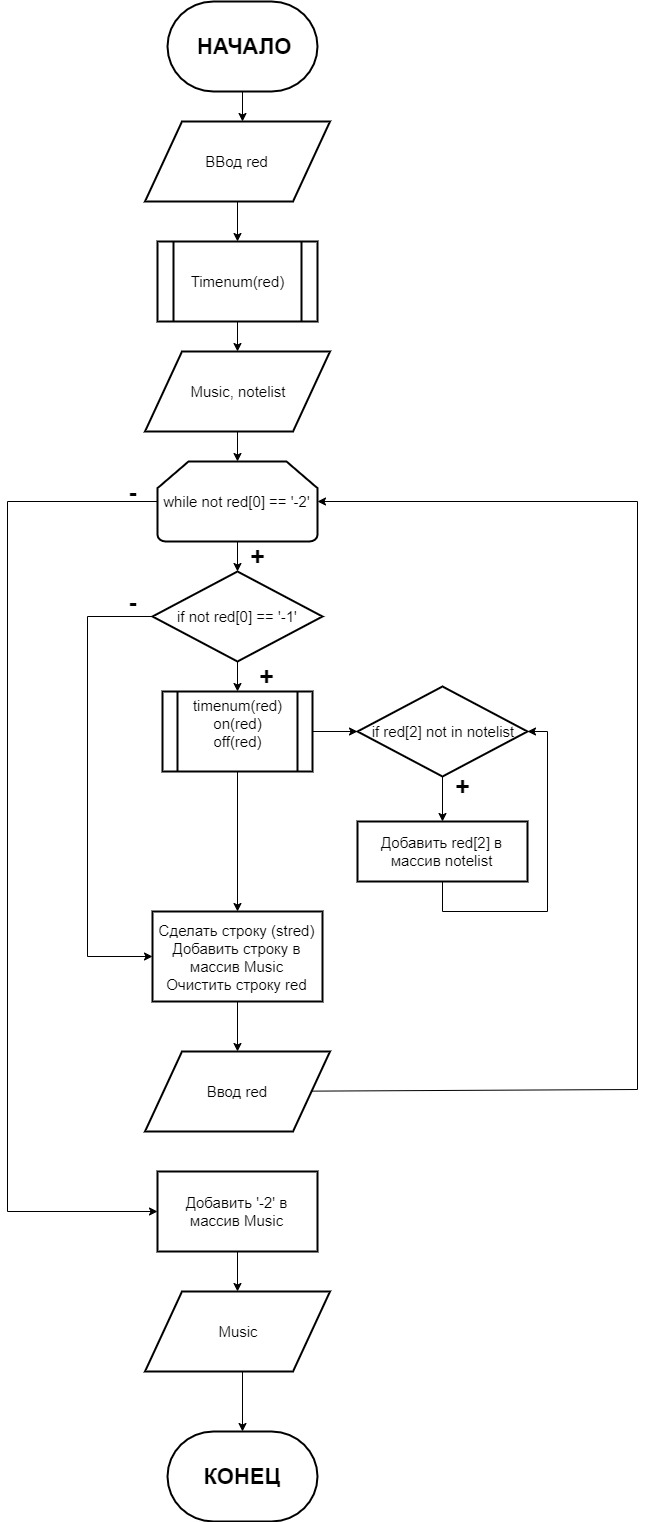 НАЧАЛО
ВВод red
Timenum(red)
Music, notelist
-
while not red[0] == '-2'
+
-
if not red[0] == '-1'
+
timenum(red)
on(red)
off(red)
if red[2] not in notelist
+
Добавить red[2] в
массив notelist
Сделать строку (stred)
Добавить строку в
массив Music
Очистить строку red
Ввод red
Добавить '-2' в
массив Music
Music
КОНЕЦ